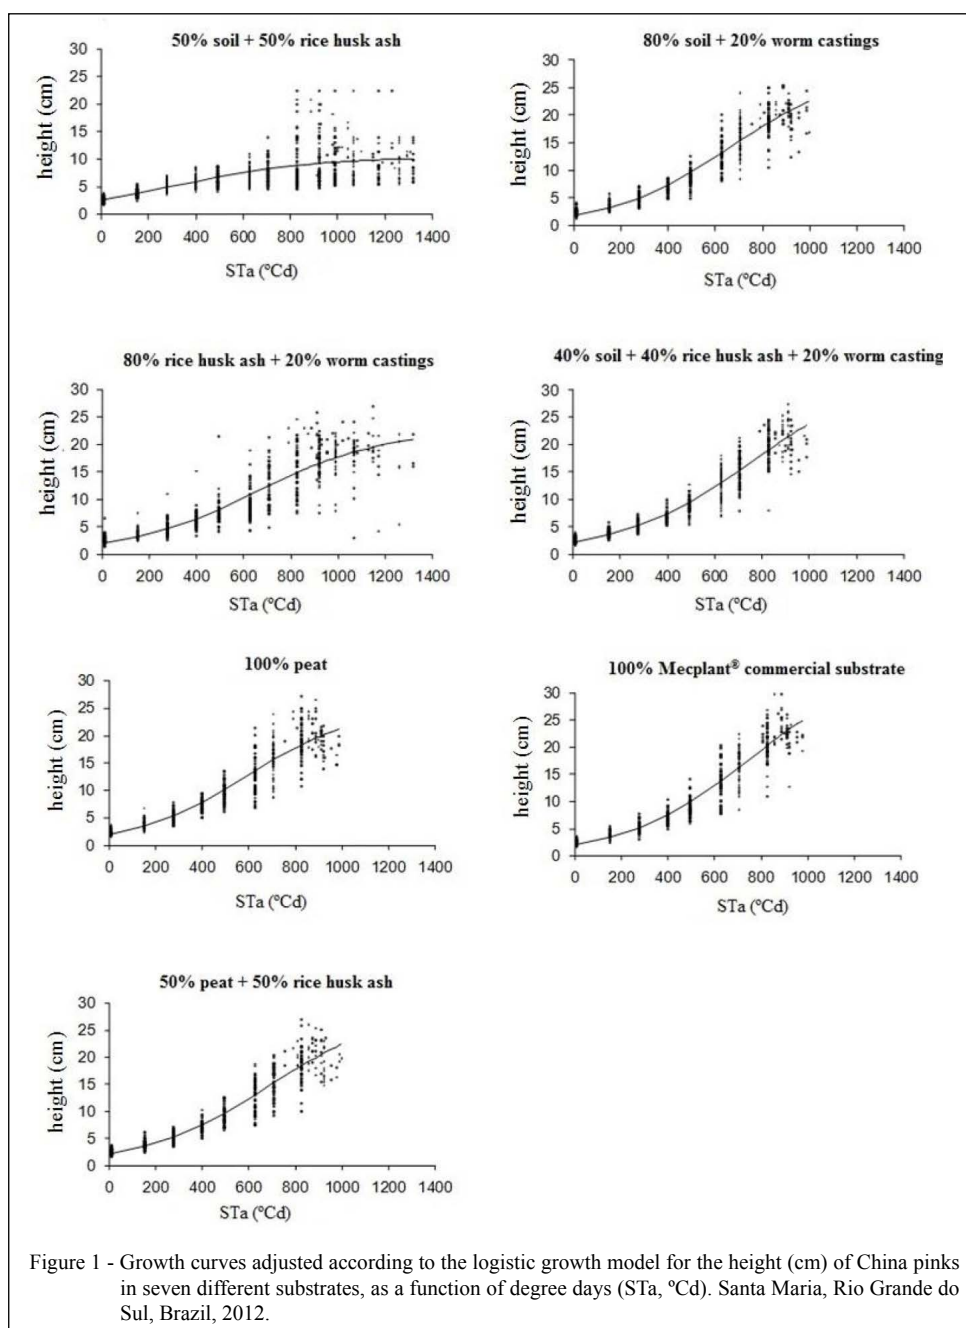 50% soil + 50% rice husk ash
height (cm)
30
25
20
15
10
5
0
0 200 400 600 800 1000 1200 1400
STa (ºCd)
80% soil + 20% worm castings
height (cm)
30
25
20
15
10
5
0
0 200 400 600 800 1000 1200 1400
STa (ºCd)
80% rice husk ash + 20% worm castings
height (cm)
30
25
20
15
10
5
0
0 200 400 600 800 1000 1200 1400
STa (ºCd)
40% soil + 40% rice husk ash + 20% worm casting
height (cm)
30
25
20
15
10
5
0
0 200 400 600 800 1000 1200 1400
STa (ºCd)
100% peat
height (cm)
30
25
20
15
10
5
0
0 200 400 600 800 1000 1200 1400
STa (ºCd)
100% Mecplant® commercial substrate
height (cm)
30
25
20
15
10
5
0
0 200 400 600 800 1000 1200 1400
STa (ºCd)
50% peat + 50% rice husk ash
height (cm)
30
25
20
15
10
5
0
0 200 400 600 800 1000 1200 1400
STa (ºCd)
Figure 1 - Growth curves adjusted according to the logistic growth model for the height (cm) of China pinks
in seven different substrates, as a function of degree days (STa, ºCd). Santa Maria, Rio Grande do
Sul, Brazil, 2012.